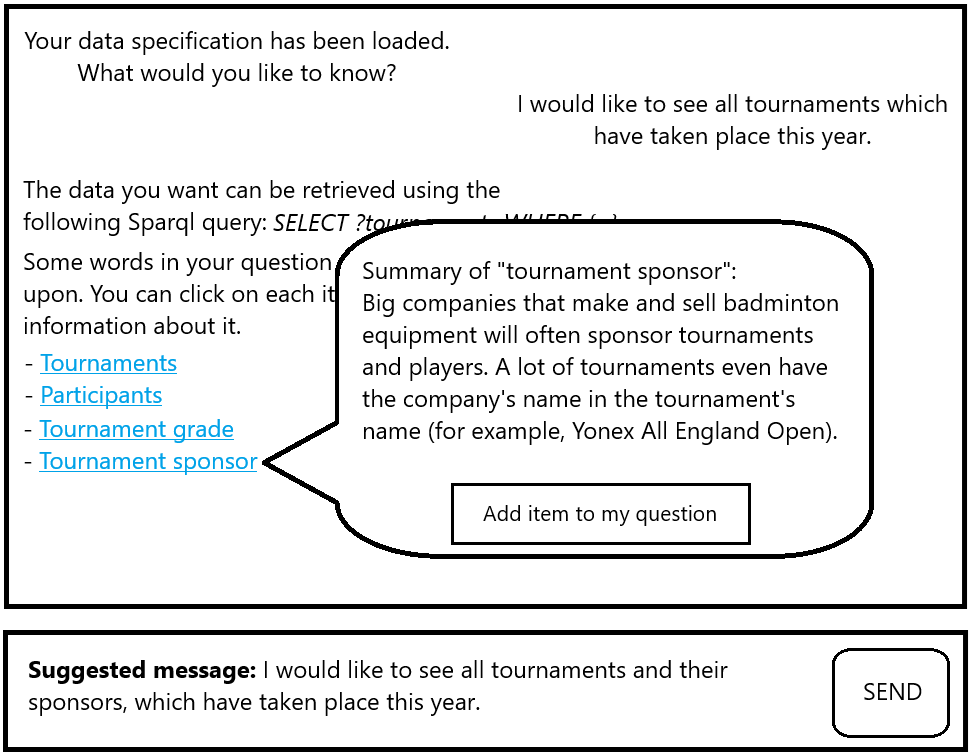 Your data specification has been loaded.
What would you like to know?
I would like to see all tournaments which
have taken place this year.
The data you want can be retrieved using the
following Sparql query: SELECT
Some words in your question
upon. You can click on each it
information about it.
- Tournaments
- Participants
- Tournament grade
- Tournament sponsor
Summary of "tournament sponsor":
Big companies that make and sell badminton
equipment will often sponsor tournaments
and players. A lot of tournaments even have
the company's name in the tournament's
name (for example, Yonex All England Open).
Add item to my question
Suggested message: I would like to see all tournaments and their
sponsors, which have taken place this year.
SEND